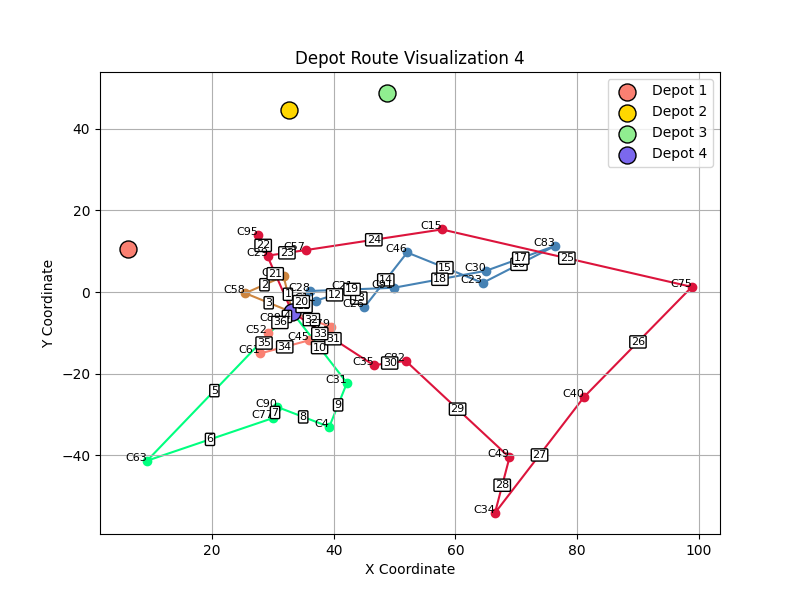 Depot Route Visualization 4
Depot 1
Depot 2
Depot 3
Depot 4
Y Coordinate
40
20
0
−20
−40
20
40
60
80
100
X Coordinate
C95
22
C57
23
24
C15
C46
C83
25
21
2
C58
3
1
20
C28
12
19
14
15
C30
17
18
C23
C75
C52
36
32
33
C45
31
C61
35
34
10
C35
30
C31
9
C4
8
C90
7
C77
5
6
C63
26
C40
29
C49
27
28
C34